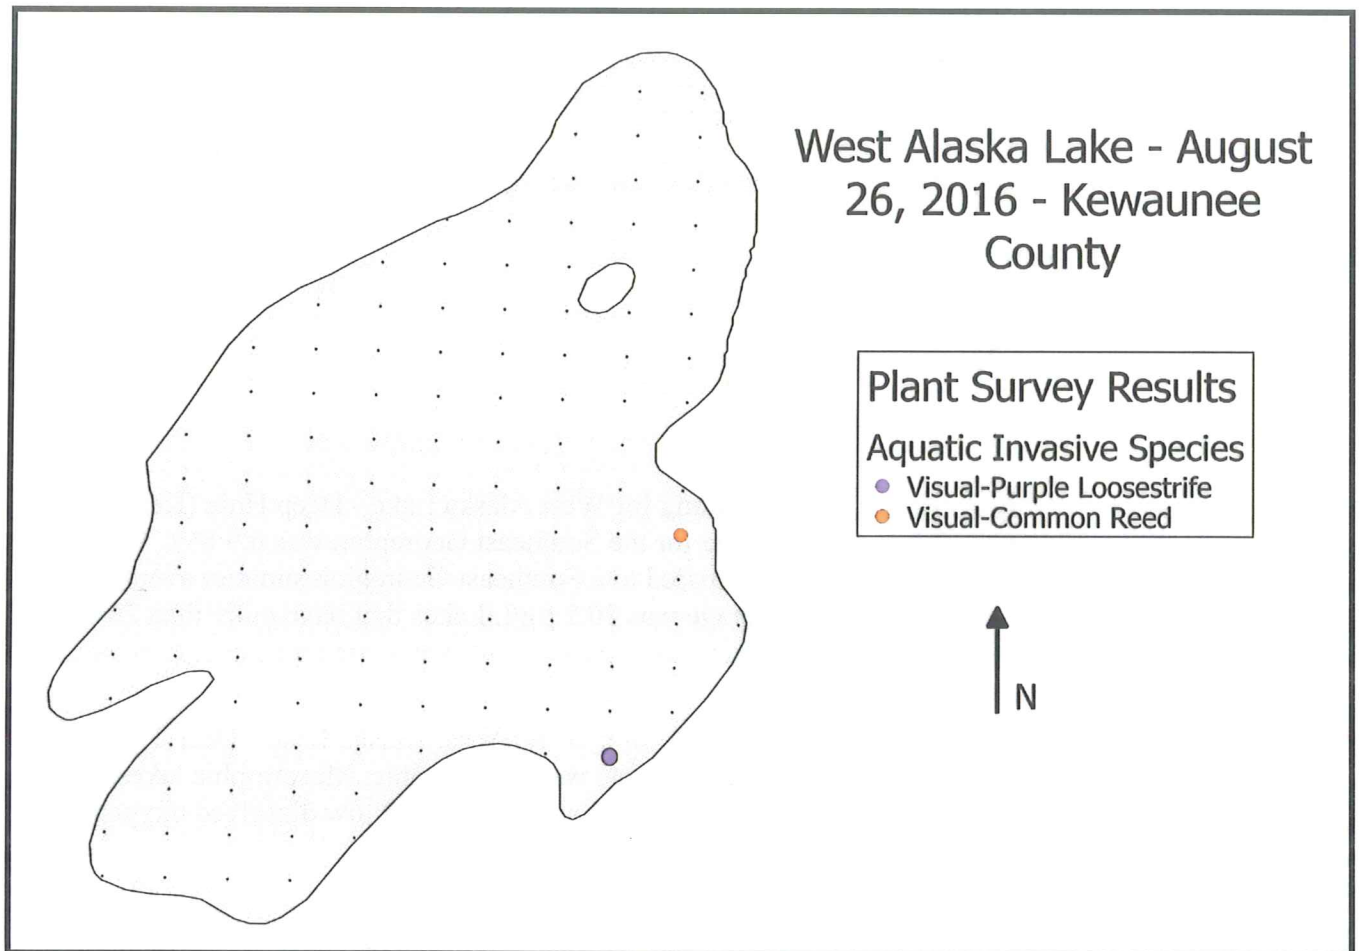 West Alaska Lake - August
26, 2016 - Kewaunee
County
Plant Survey Results
Aquatic Invasive Species
Visual-Purple Loosestrife
Visual-Common Reed
N